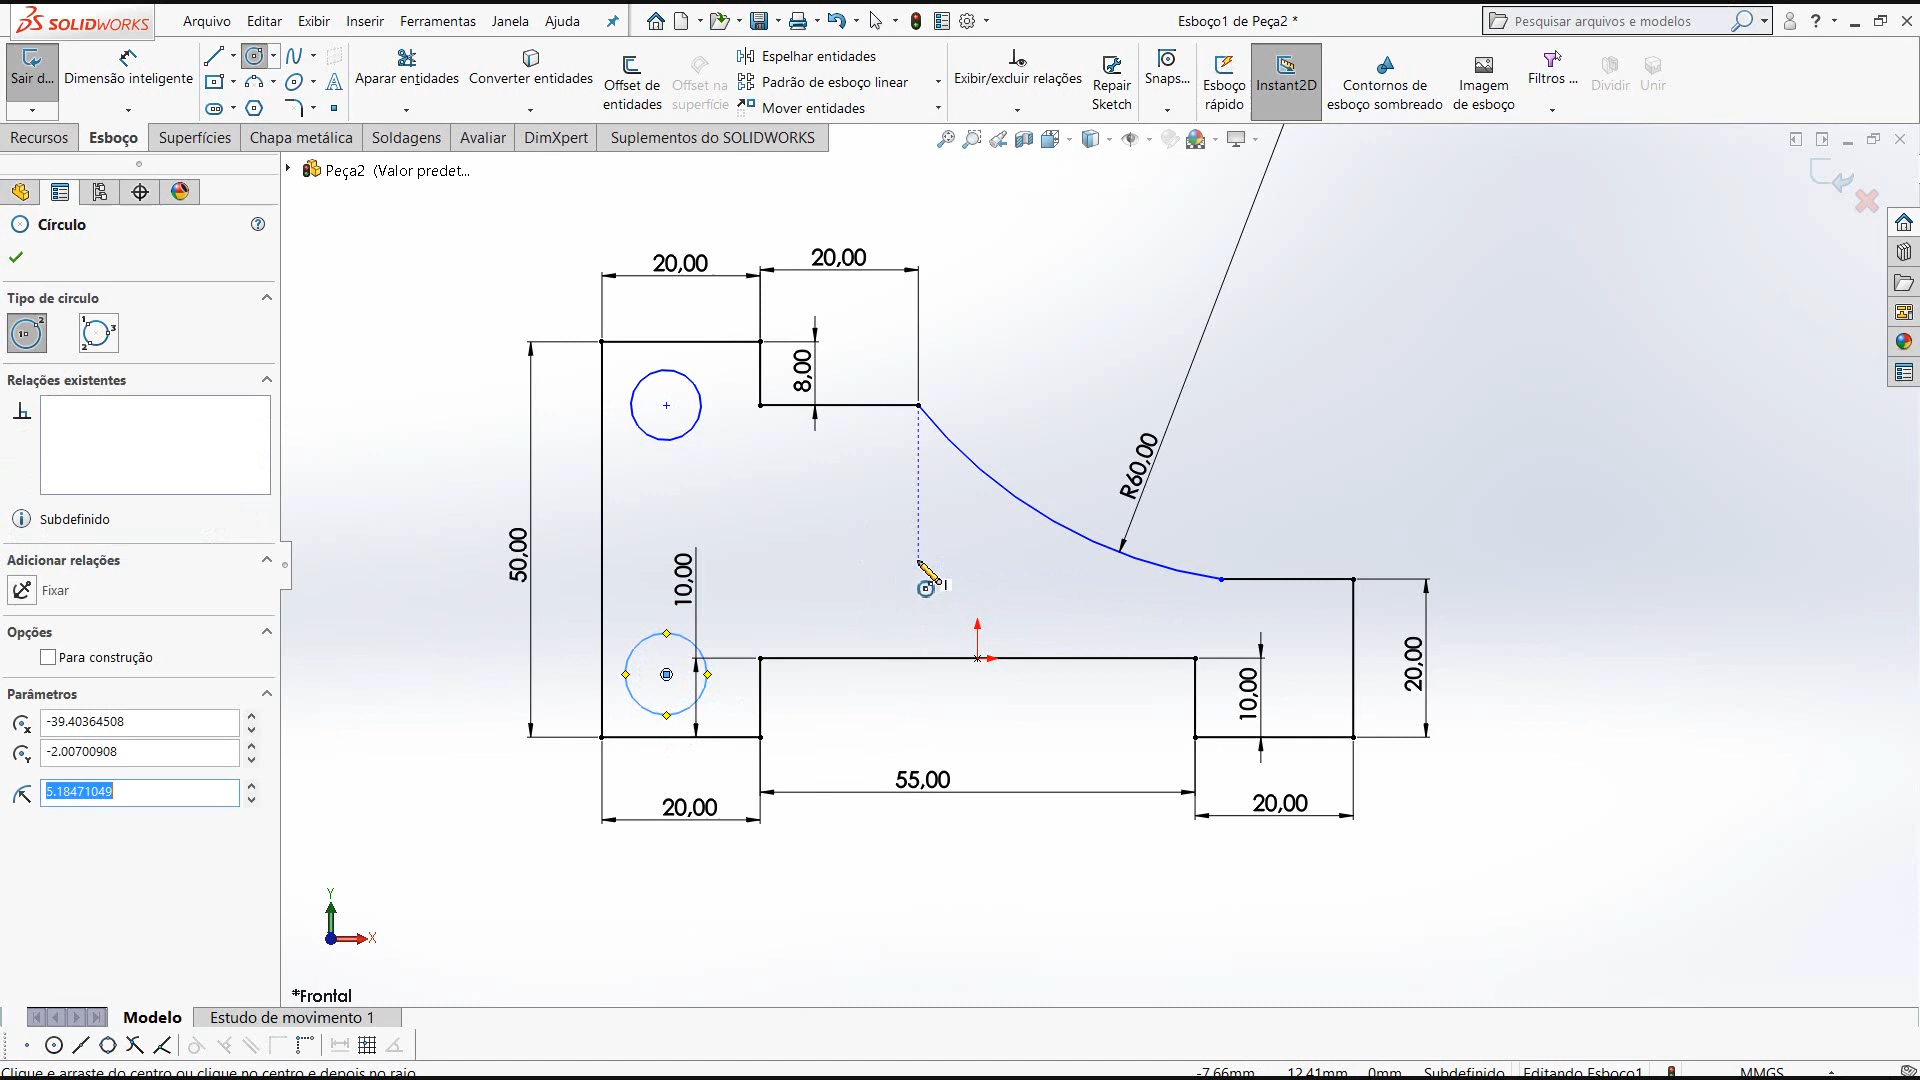 SOLIDWORKS
Arquivo Editar Exibir Inserir Ferramentas Janela Ajuda
Esboço1 de Peça2 *
Pesquisar arquivos e modelos
?
Sair d...
Dimensão inteligente
Aparar entidades
Converter entidades
Offset de entidades
Offset na superfície
Espelhar entidades
Padrão de esboço linear
Mover entidades
Exibir/excluir relações
Repair Sketch
Snaps...
Esboço rápido
Instant2D
Contornos de esboço sombreado
Imagem de esboço
Filtros ...
Dividir
Unir
Recursos Esboço Superfícies Chapa metálica Soldagens Avaliar DimXpert Suplementos do SOLIDWORKS
Peça2 (Valor predet...
Círculo
?
Tipo de círculo
Relações existentes
Subdefinido
Adicionar relações
Fixar
Opções
Para construção
Parâmetros
-39.40364508
-2.00700908
5.18471049
20,00
20,00
8,00
R60,00
50,00
10,00
10,00
20,00
55,00
20,00
20,00
Y
X
*Frontal
Modelo Estudo de movimento 1
Clique e arraste do centro ou clique no centro e depois no raio
-7.66mm 12.41mm 0mm Subdefinido Editando Esboço1 MMGS